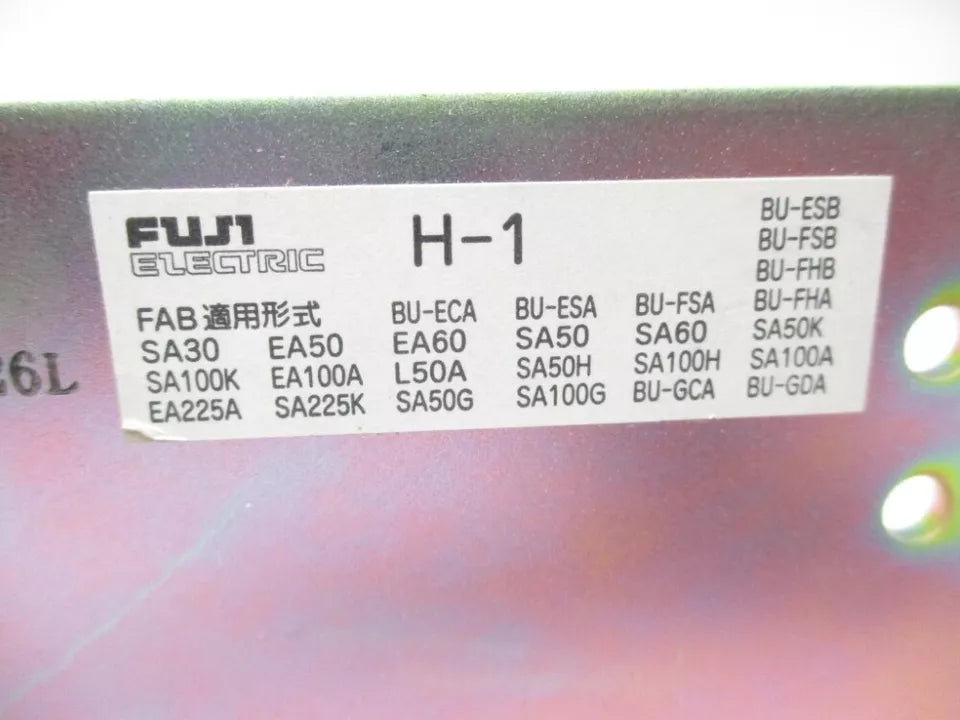 FUJI
ELECTRIC
H-1
BU-ESB
BU-FSB
BU-FHB
FAB適用形式 BU-ECA BU-ESA BU-FSA BU-FHA
SA30 EA50 EA60 SA50 SA60 SA50K
SA100K EA100A L50A SA50H SA100H SA100A
EA225A SA225K SA50G SA100G BU-GCA BU-GDA
26L